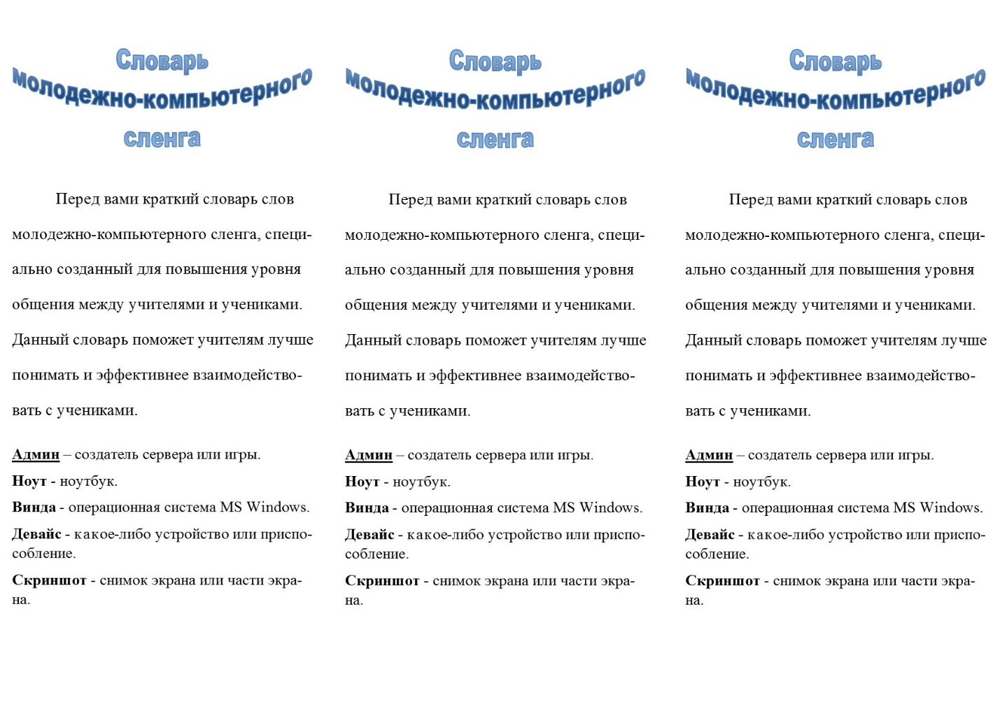 Словарь
молодежно-компьютерного
сленга
Перед вами краткий словарь слов
молодежно-компьютерного сленга, специ-
ально созданный для повышения уровня
общения между учителями и учениками.
Данный словарь поможет учителям лучше
понимать и эффективнее взаимодейство-
вать с учениками.
Админ – создатель сервера или игры.
Ноут - ноутбук.
Винда - операционная система MS Windows.
Девайс - какое-либо устройство или приспо-
собление.
Скриншот - снимок экрана или части экра-
на.
Словарь
молодежно-компьютерного
сленга
Перед вами краткий словарь слов
молодежно-компьютерного сленга, специ-
ально созданный для повышения уровня
общения между учителями и учениками.
Данный словарь поможет учителям лучше
понимать и эффективнее взаимодейство-
вать с учениками.
Админ – создатель сервера или игры.
Ноут - ноутбук.
Винда - операционная система MS Windows.
Девайс - какое-либо устройство или приспо-
собление.
Скриншот - снимок экрана или части экра-
на.
Словарь
молодежно-компьютерного
сленга
Перед вами краткий словарь слов
молодежно-компьютерного сленга, специ-
ально созданный для повышения уровня
общения между учителями и учениками.
Данный словарь поможет учителям лучше
понимать и эффективнее взаимодейство-
вать с учениками.
Админ – создатель сервера или игры.
Ноут - ноутбук.
Винда - операционная система MS Windows.
Девайс - какое-либо устройство или приспо-
собление.
Скриншот - снимок экрана или части экра-
на.